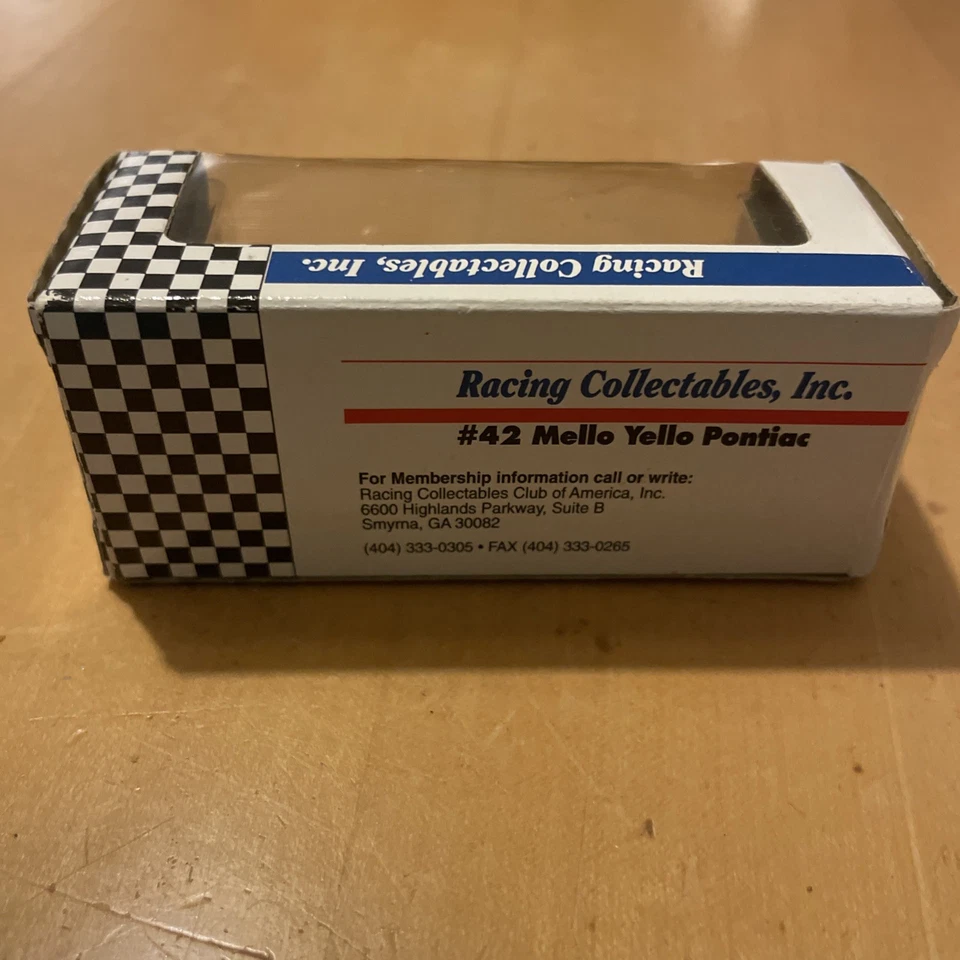 Racing Collectables, Inc.
Racing Collectables, Inc.
#42 Mello Yello Pontiac
For Membership information call or write:
Racing Collectables Club of America, Inc.
6600 Highlands Parkway, Suite B
Smyrna, GA 30082
(404) 333-0305 • FAX (404) 333-0265